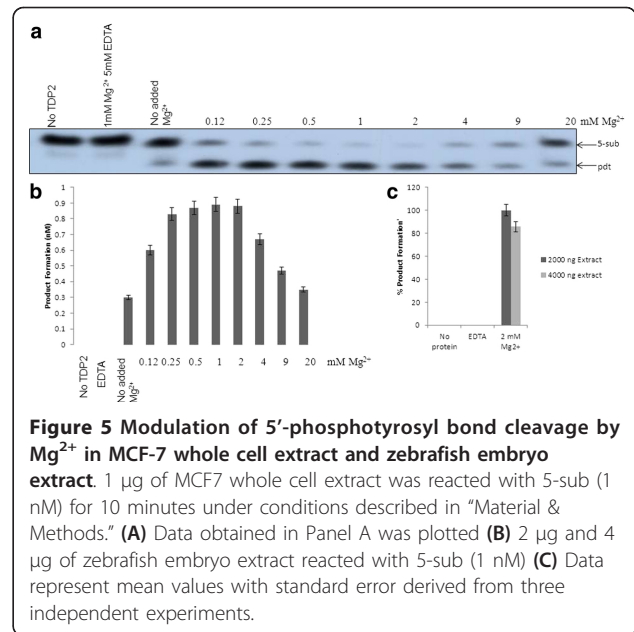 a
No TDP2
1mM Mg²⁺ 5mM EDTA
No added Mg²⁺
0.12 0.25 0.5 1 2 4 9 20 mM Mg²⁺
5-sub
pdt
b
Product Formation (nM)
1
0.9
0.8
0.7
0.6
0.5
0.4
0.3
0.2
0.1
0
No TDP2
EDTA
No added Mg²⁺
0.12 0.25 0.5 1 2 4 9 20 mM Mg²⁺
c
% Product Formation'
120
100
80
60
40
20
0
No protein
EDTA
2 mM Mg2+
2000 ng Extract
4000 ng extract
Figure 5 Modulation of 5′-phosphotyrosyl bond cleavage by
Mg²⁺ in MCF-7 whole cell extract and zebrafish embryo
extract. 1 μg of MCF7 whole cell extract was reacted with 5-sub (1
nM) for 10 minutes under conditions described in “Material &
Methods.” (A) Data obtained in Panel A was plotted (B) 2 μg and 4
μg of zebrafish embryo extract reacted with 5-sub (1 nM) (C) Data
represent mean values with standard error derived from three
independent experiments.